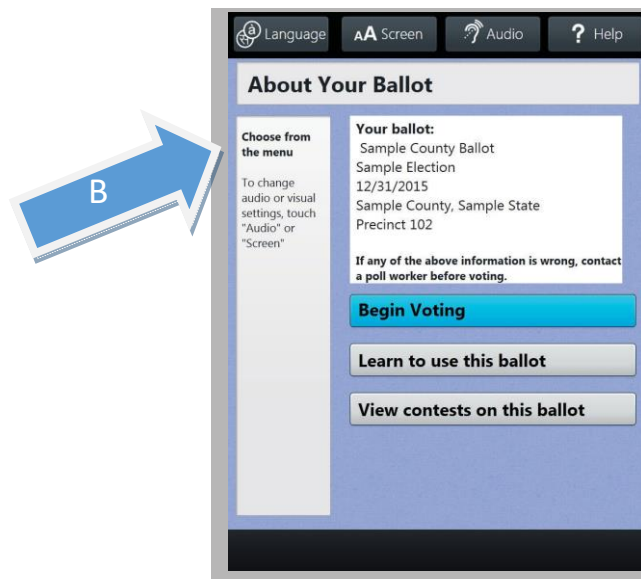 Language AA Screen Audio ? Help
About Your Ballot
Choose from
the menu
To change
audio or visual
settings, touch
"Audio" or
"Screen"
Your ballot:
Sample County Ballot
Sample Election
12/31/2015
Sample County, Sample State
Precinct 102
If any of the above information is wrong, contact
a poll worker before voting.
Begin Voting
Learn to use this ballot
View contests on this ballot
B